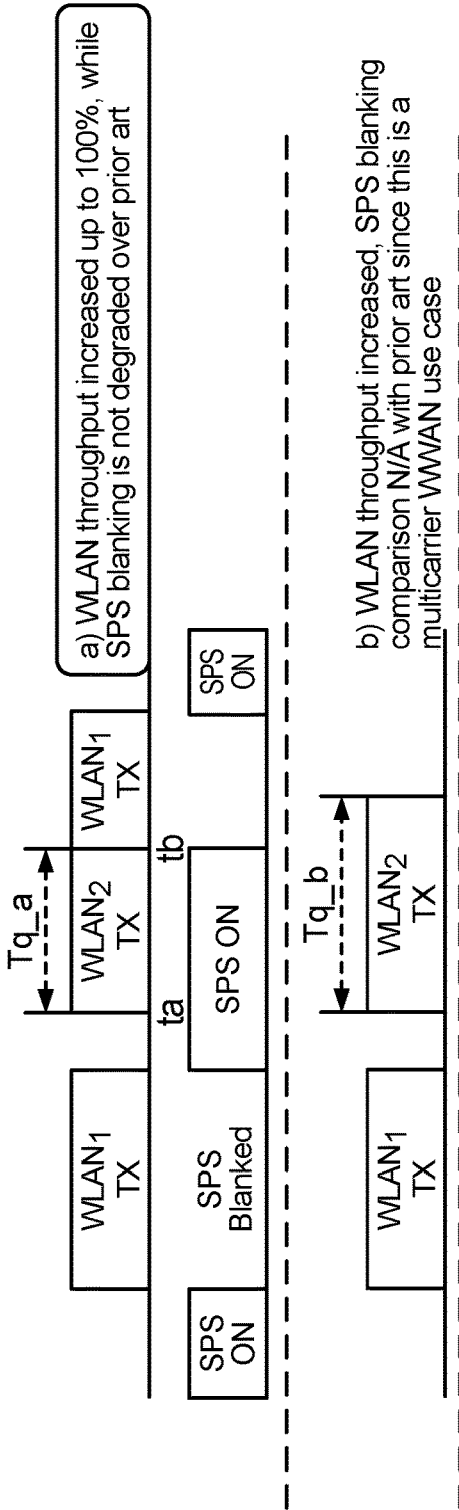 Tq_a
WLAN1
TX
WLAN2
TX
WLAN1
TX
a) WLAN throughput increased up to 100%, while
SPS blanking is not degraded over prior art
ta
tb
SPS
ON
SPS
Blanked
SPS ON
SPS
ON
Tq_b
WLAN1
TX
WLAN2
TX
b) WLAN throughput increased, SPS blanking
comparison N/A with prior art since this is a
multicarrier WWAN use case